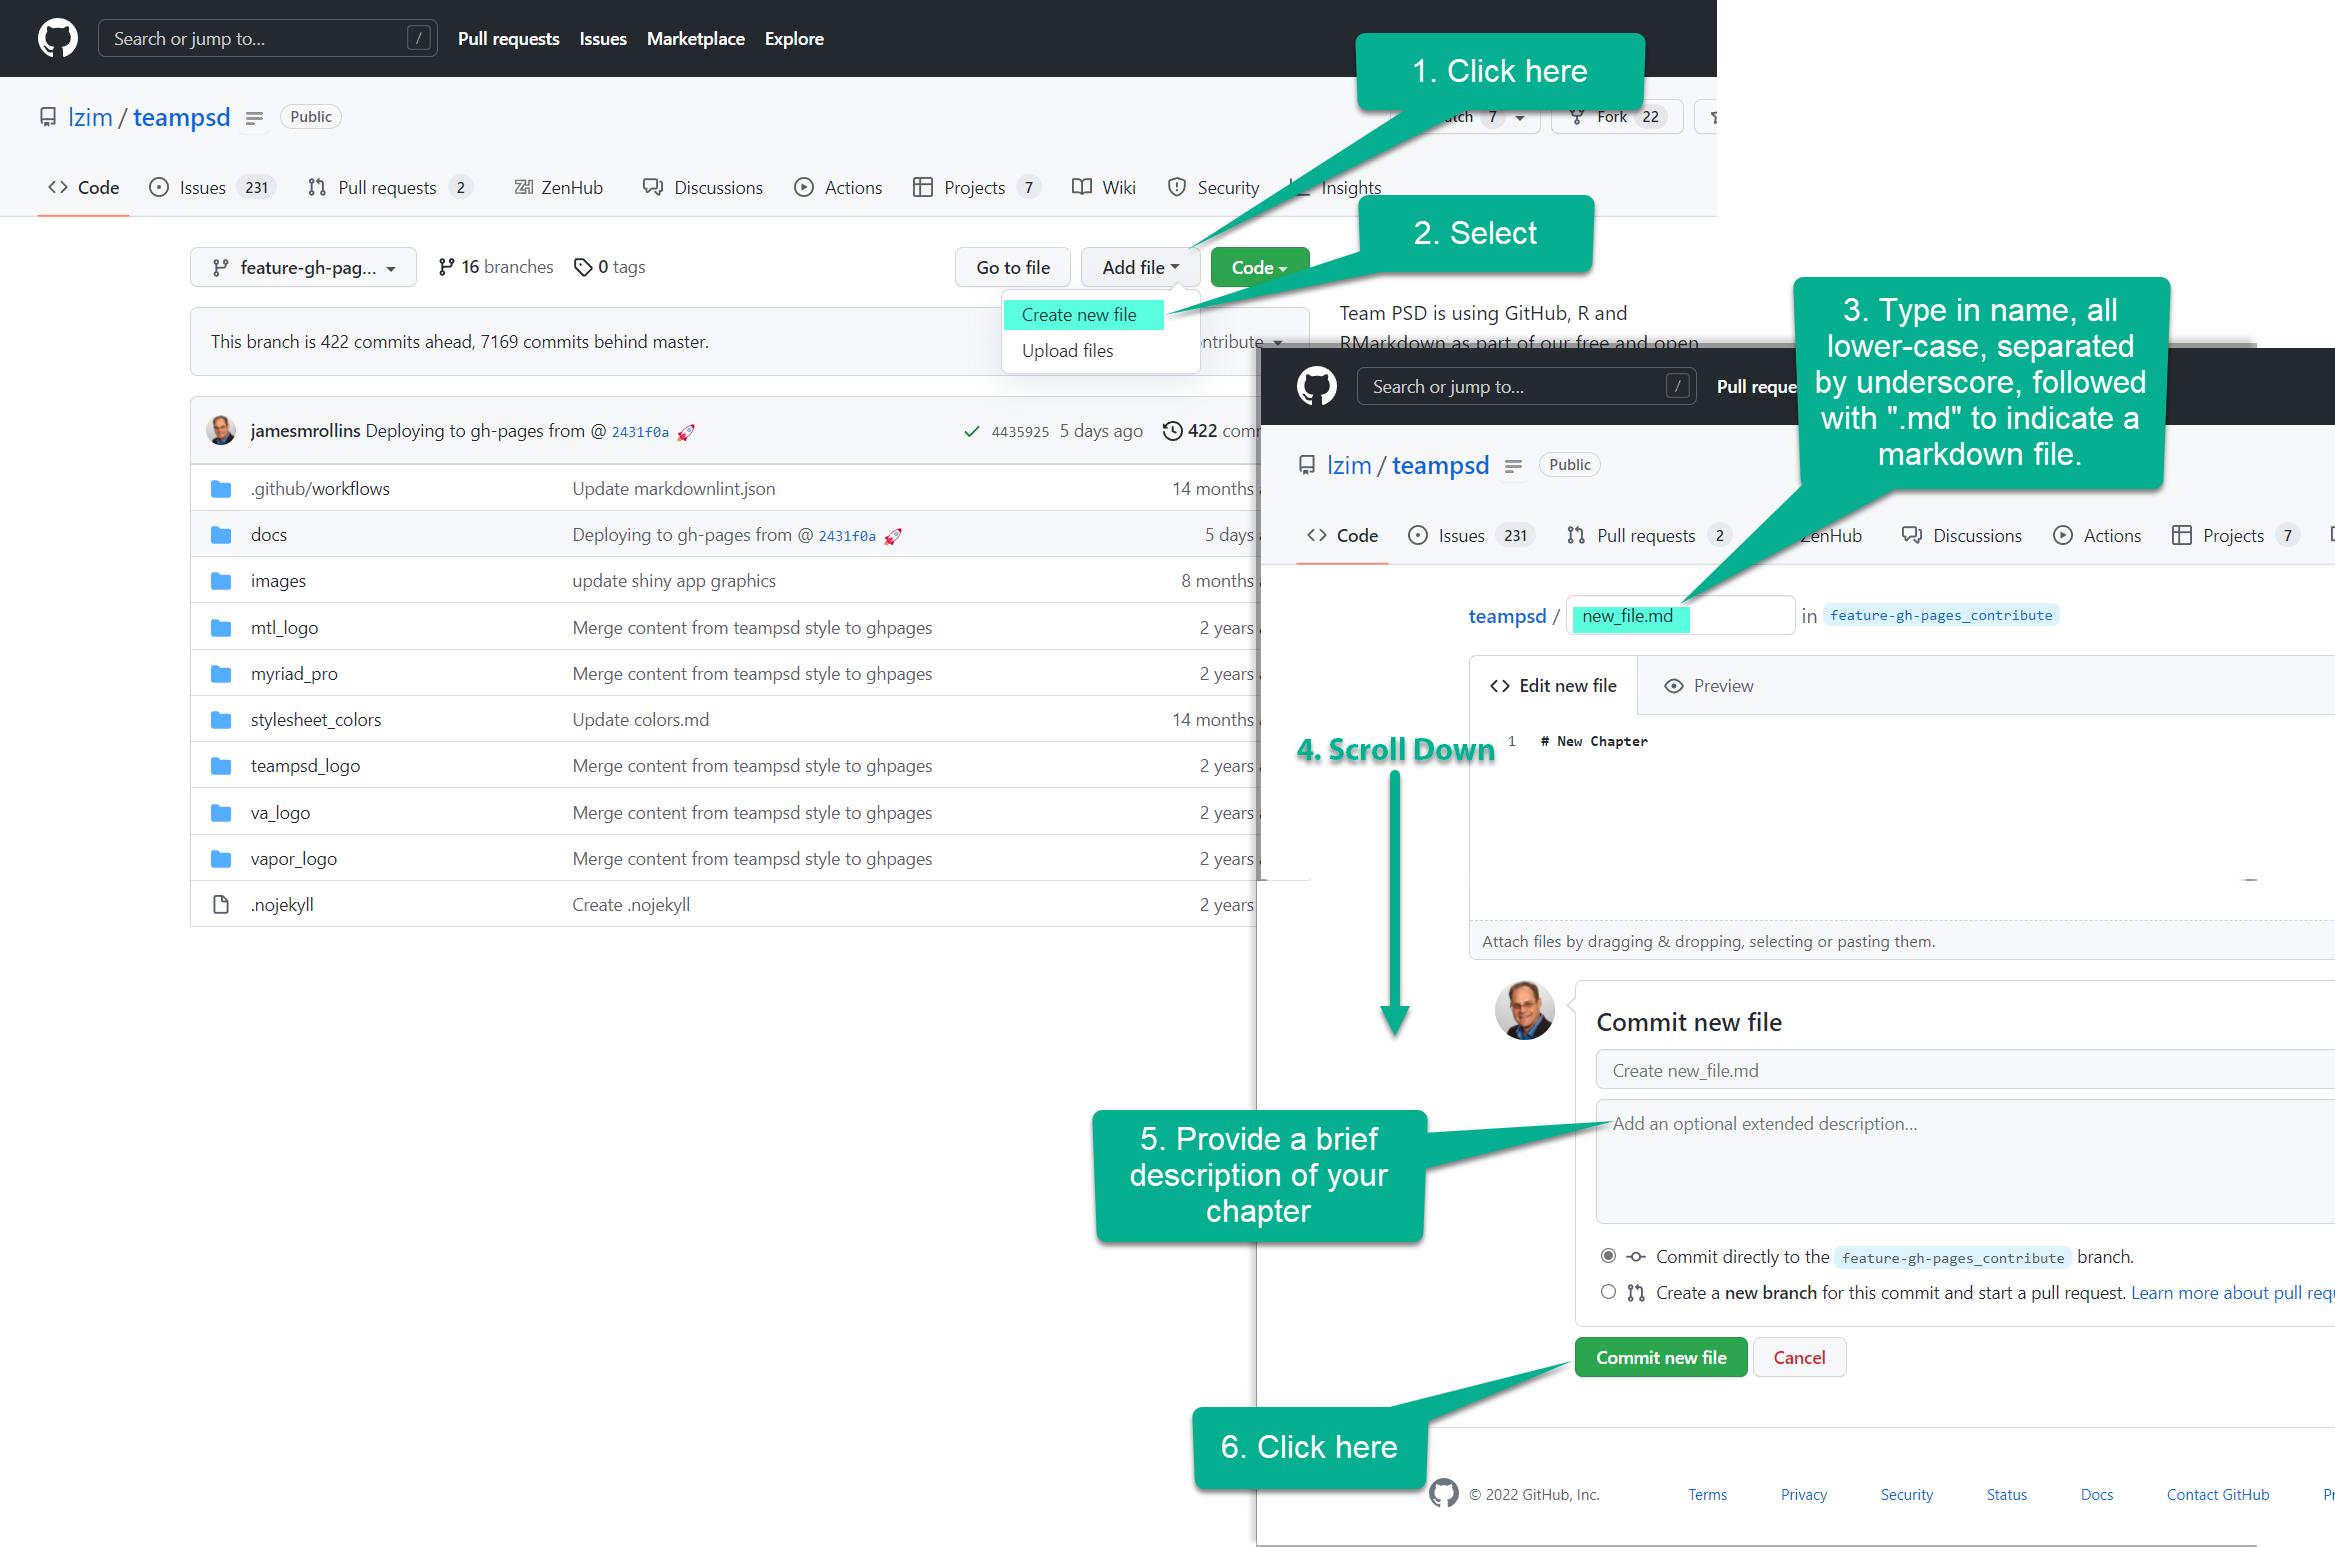 Search or jump to... /
Pull requests Issues Marketplace Explore
1. Click here
lzim / teampsd Public
7 Fork 22
Code Issues 231 Pull requests 2 ZenHub Discussions Actions Projects 7 Wiki Security Insights
2. Select
feature-gh-pag... 16 branches 0 tags Go to file Add file Code
Create new file
Upload files
This branch is 422 commits ahead, 7169 commits behind master.
Team PSD is using GitHub, R and
RMarkdown as part of our free and open
jamesmrollins Deploying to gh-pages from @ 2431f0a 🚀 4435925 5 days ago 422
.github/workflows Update markdownlint.json 14 months
docs Deploying to gh-pages from @ 2431f0a 🚀 5 days
images update shiny app graphics 8 months
mtl_logo Merge content from teampsd style to ghpages 2 years
myriad_pro Merge content from teampsd style to ghpages 2 years
stylesheet_colors Update colors.md 14 months
teampsd_logo Merge content from teampsd style to ghpages 2 years
va_logo Merge content from teampsd style to ghpages 2 years
vapor_logo Merge content from teampsd style to ghpages 2 years
.nojekyll Create .nojekyll 2 years
3. Type in name, all
lower-case, separated
by underscore, followed
with ".md" to indicate a
markdown file.
Search or jump to... / Pull
lzim / teampsd Public
Code Issues 231 Pull requests 2 ZenHub Discussions Actions Projects 7
teampsd / new_file.md in feature-gh-pages_contribute
Edit new file Preview
4. Scroll Down
1 # New Chapter
Attach files by dragging & dropping, selecting or pasting them.
Commit new file
Create new_file.md
Add an optional extended description...
5. Provide a brief
description of your
chapter
Commit directly to the feature-gh-pages_contribute branch.
Create a new branch for this commit and start a pull request. Learn more about pull
Commit new file Cancel
6. Click here
© 2022 GitHub, Inc. Terms Privacy Security Status Docs Contact GitHub